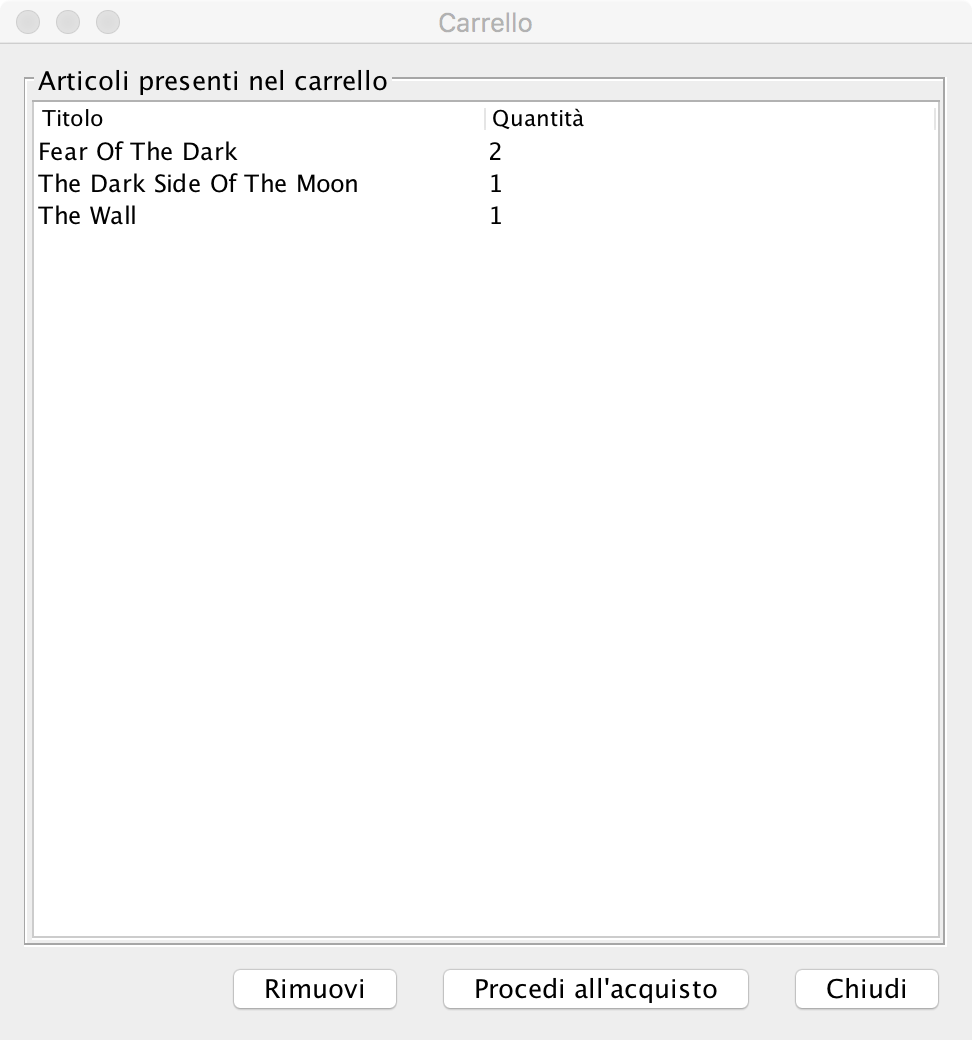 Carrello
Articoli presenti nel carrello
Titolo Quantità
Fear Of The Dark 2
The Dark Side Of The Moon 1
The Wall 1
Rimuovi Procedi all'acquisto Chiudi